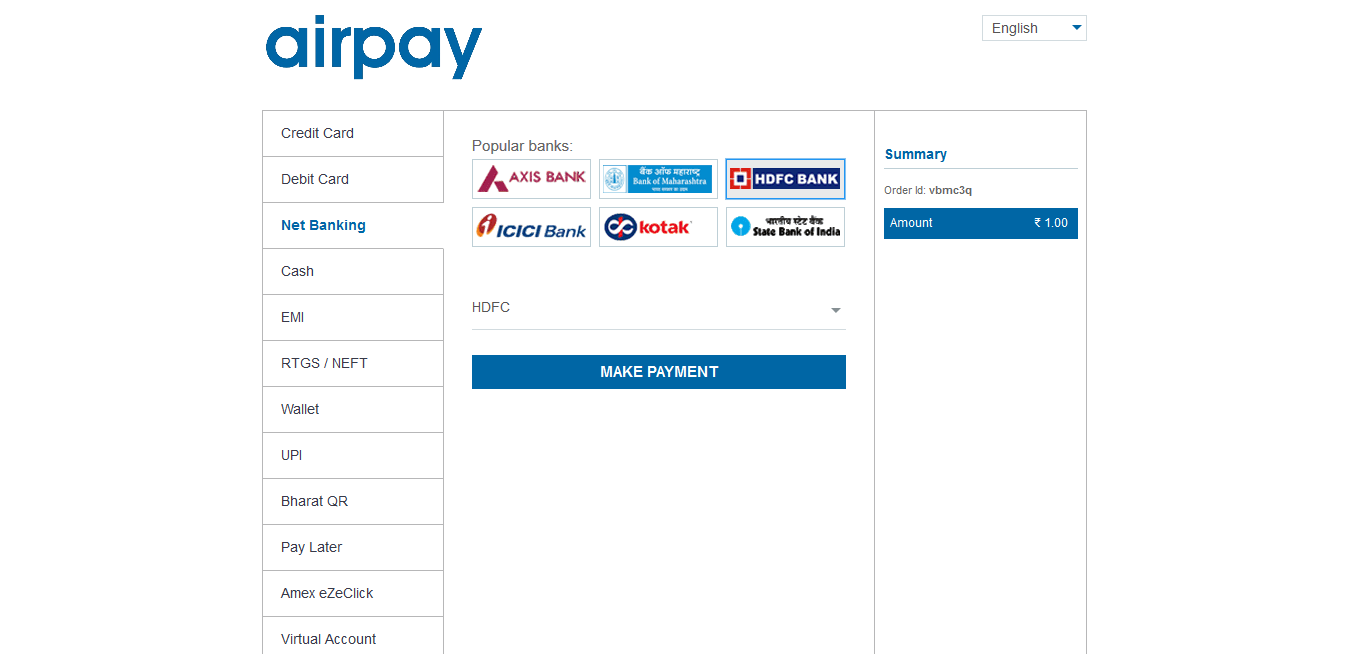 airpay
English
Credit Card
Debit Card
Net Banking
Cash
EMI
RTGS / NEFT
Wallet
UPI
Bharat QR
Pay Later
Amex eZeClick
Virtual Account
Popular banks:
AXIS BANK
बैंक ऑफ महाराष्ट्र
Bank of Maharashtra
HDFC BANK
ICICI Bank
kotak
भारतीय स्टेट बैंक
State Bank of India
HDFC
MAKE PAYMENT
Summary
Order Id: vbmc3q
Amount ₹ 1.00